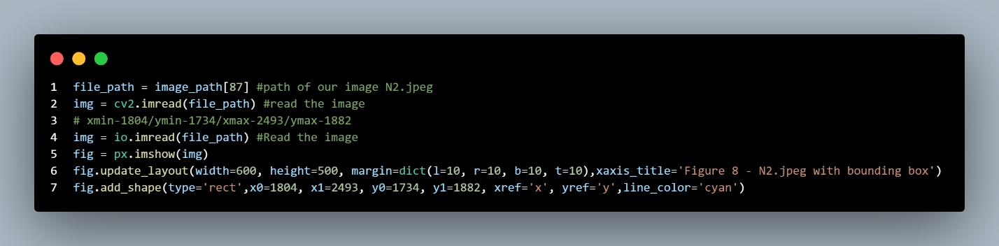 1 file_path = image_path[87] #path of our image N2.jpeg
2 img = cv2.imread(file_path) #read the image
3 # xmin-1804/ymin-1734/xmax-2493/ymax-1882
4 img = io.imread(file_path) #Read the image
5 fig = px.imshow(img)
6 fig.update_layout(width=600, height=500, margin=dict(l=10, r=10, b=10, t=10),xaxis_title='Figure 8 - N2.jpeg with bounding box')
7 fig.add_shape(type='rect',x0=1804, x1=2493, y0=1734, y1=1882, xref='x', yref='y',line_color='cyan')